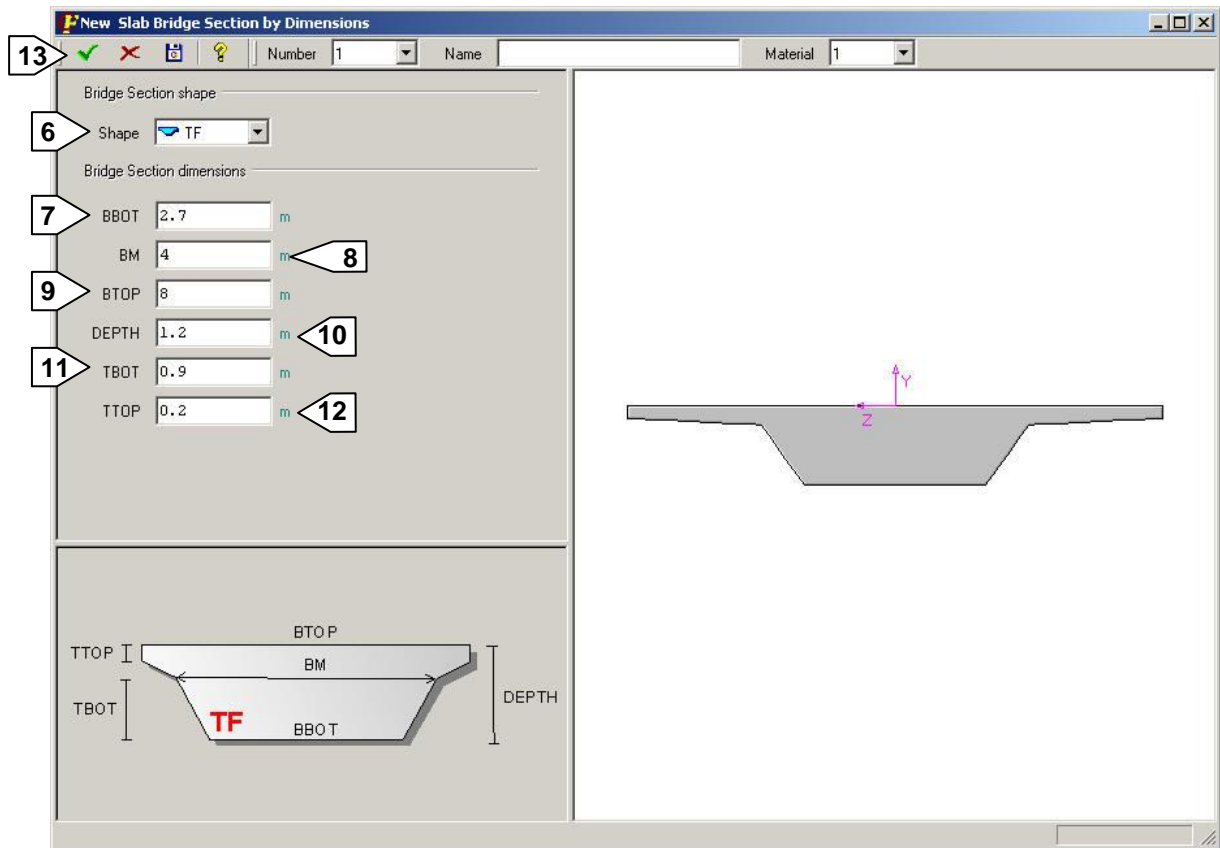 New Slab Bridge Section by Dimensions
13 Number 1 Name Material 1
Bridge Section shape
6 Shape TF
Bridge Section dimensions
7 BBOT 2.7 m
BM 4 m 8
9 BTOP 8 m
DEPTH 1.2 m 10
11 TBOT 0.9 m
TTOP 0.2 m 12
Y
Z
BTOP
TTOP
BM
DEPTH
TBOT
TF
BBOT